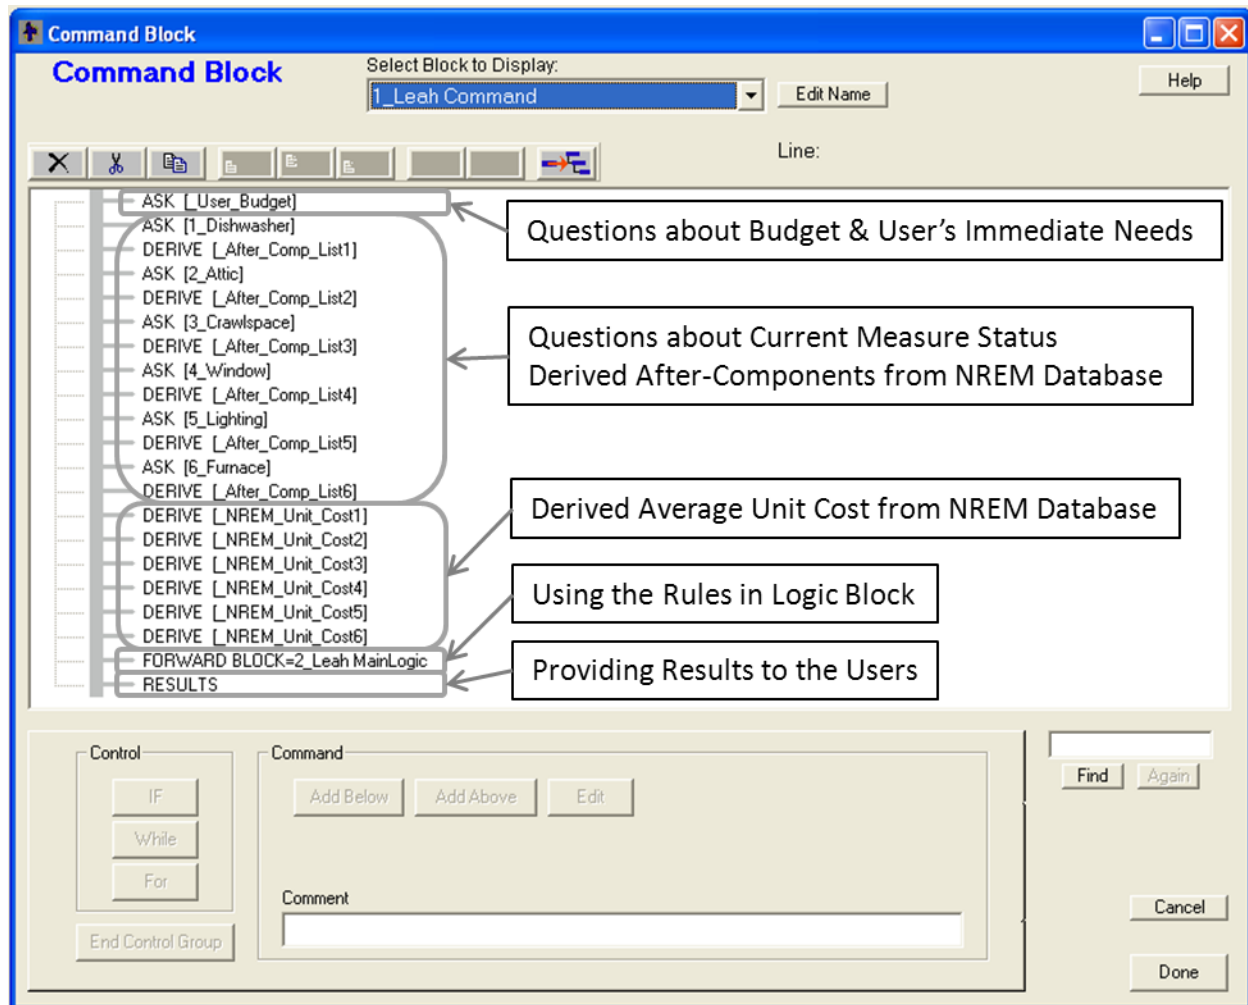 Command Block
Command Block
Select Block to Display:
1_Leah Command
Edit Name
Help
Line:
ASK [_User_Budget]
ASK [1_Dishwasher]
DERIVE [_After_Comp_List1]
ASK [2_Attic]
DERIVE [_After_Comp_List2]
ASK [3_Crawlspace]
DERIVE [_After_Comp_List3]
ASK [4_Window]
DERIVE [_After_Comp_List4]
ASK [5_Lighting]
DERIVE [_After_Comp_List5]
ASK [6_Furnace]
DERIVE [_After_Comp_List6]
DERIVE [_NREM_Unit_Cost1]
DERIVE [_NREM_Unit_Cost2]
DERIVE [_NREM_Unit_Cost3]
DERIVE [_NREM_Unit_Cost4]
DERIVE [_NREM_Unit_Cost5]
DERIVE [_NREM_Unit_Cost6]
FORWARD BLOCK=2_Leah MainLogic
RESULTS
Questions about Budget & User’s Immediate Needs
Questions about Current Measure Status
Derived After-Components from NREM Database
Derived Average Unit Cost from NREM Database
Using the Rules in Logic Block
Providing Results to the Users
Control
IF
While
For
End Control Group
Command
Add Below
Add Above
Edit
Comment
Find
Again
Cancel
Done